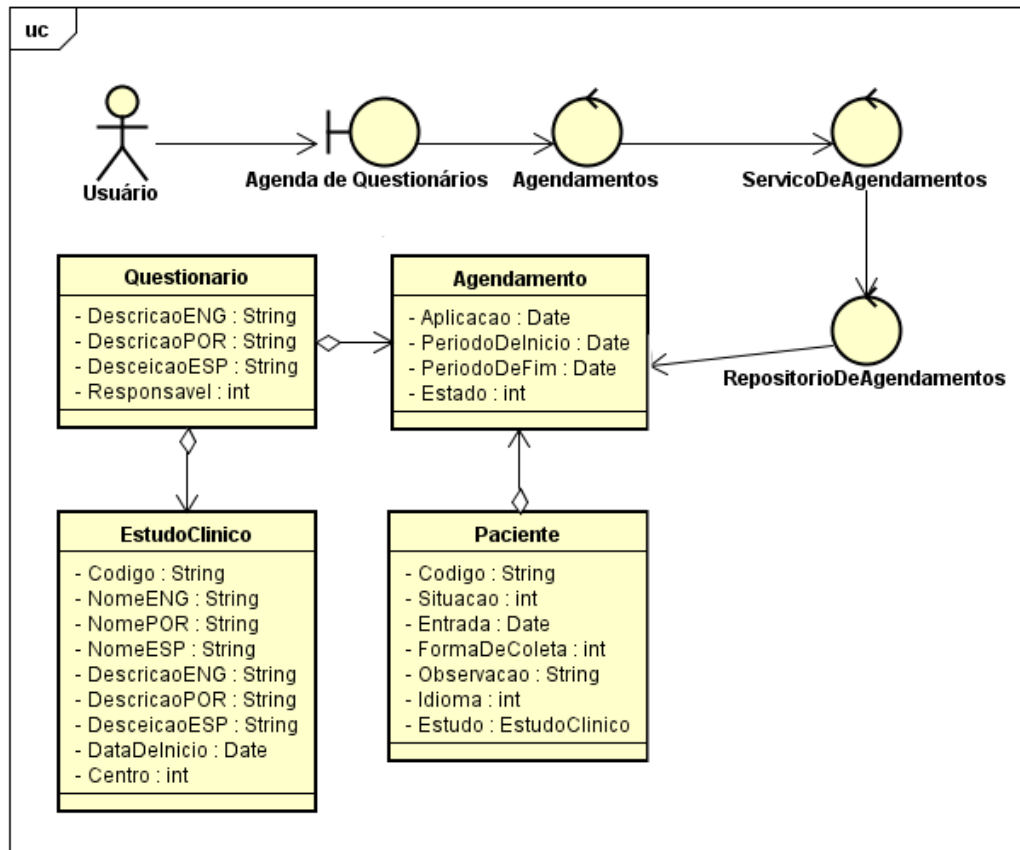 uc
Usuário
Agenda de Questionários
Agendamentos
ServicoDeAgendamentos
RepositorioDeAgendamentos
Questionario
- DescricaoENG : String
- DescricaoPOR : String
- DesceicaoESP : String
- Responsavel : int
Agendamento
- Aplicacao : Date
- PeriodoDeInicio : Date
- PeriodoDeFim : Date
- Estado : int
EstudoClinico
- Codigo : String
- NomeENG : String
- NomePOR : String
- NomeESP : String
- DescricaoENG : String
- DescricaoPOR : String
- DesceicaoESP : String
- DataDeInicio : Date
- Centro : int
Paciente
- Codigo : String
- Situacao : int
- Entrada : Date
- FormaDeColeta : int
- Observacao : String
- Idioma : int
- Estudo : EstudoClinico